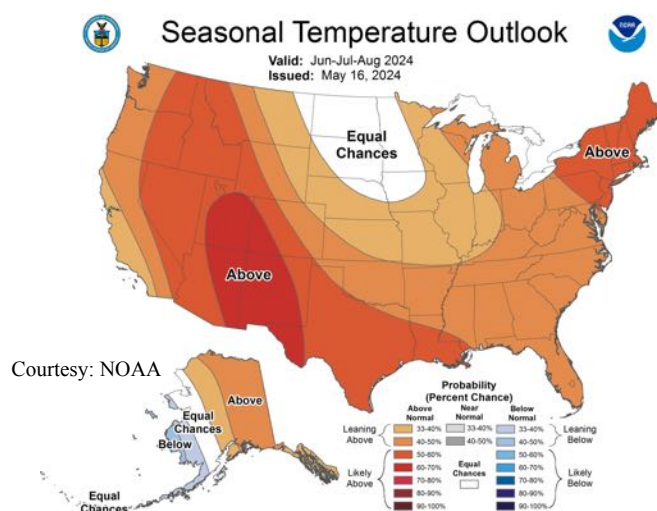 Seasonal Temperature Outlook
NOAA
Valid: Jun-Jul-Aug 2024
Issued: May 16, 2024
Equal
Chances
Above
Above
Courtesy: NOAA
Above
Equal
Chances
Below
Equal
Chances
Probability
(Percent Chance)
Above
Normal
Near
Normal
Below
Normal
Leaning
Above
33-40%
33-40%
33-40%
Leaning
Below
40-50%
40-50%
40-50%
Likely
Above
50-60%
50-60%
60-70%
Equal
Chances
60-70%
70-80%
70-80%
80-90%
80-90%
90-100%
90-100%
Likely
Below